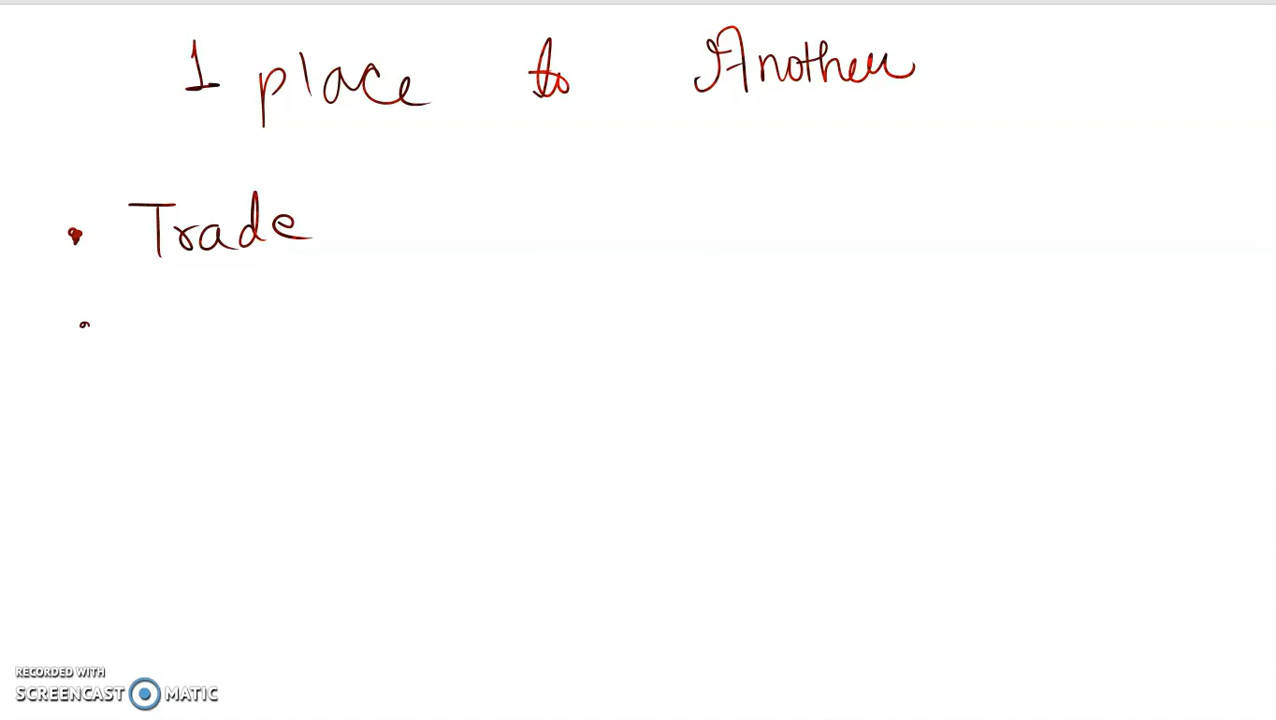 1 place to Another
• Trade
•
RECORDED WITH
SCREENCAST MATIC